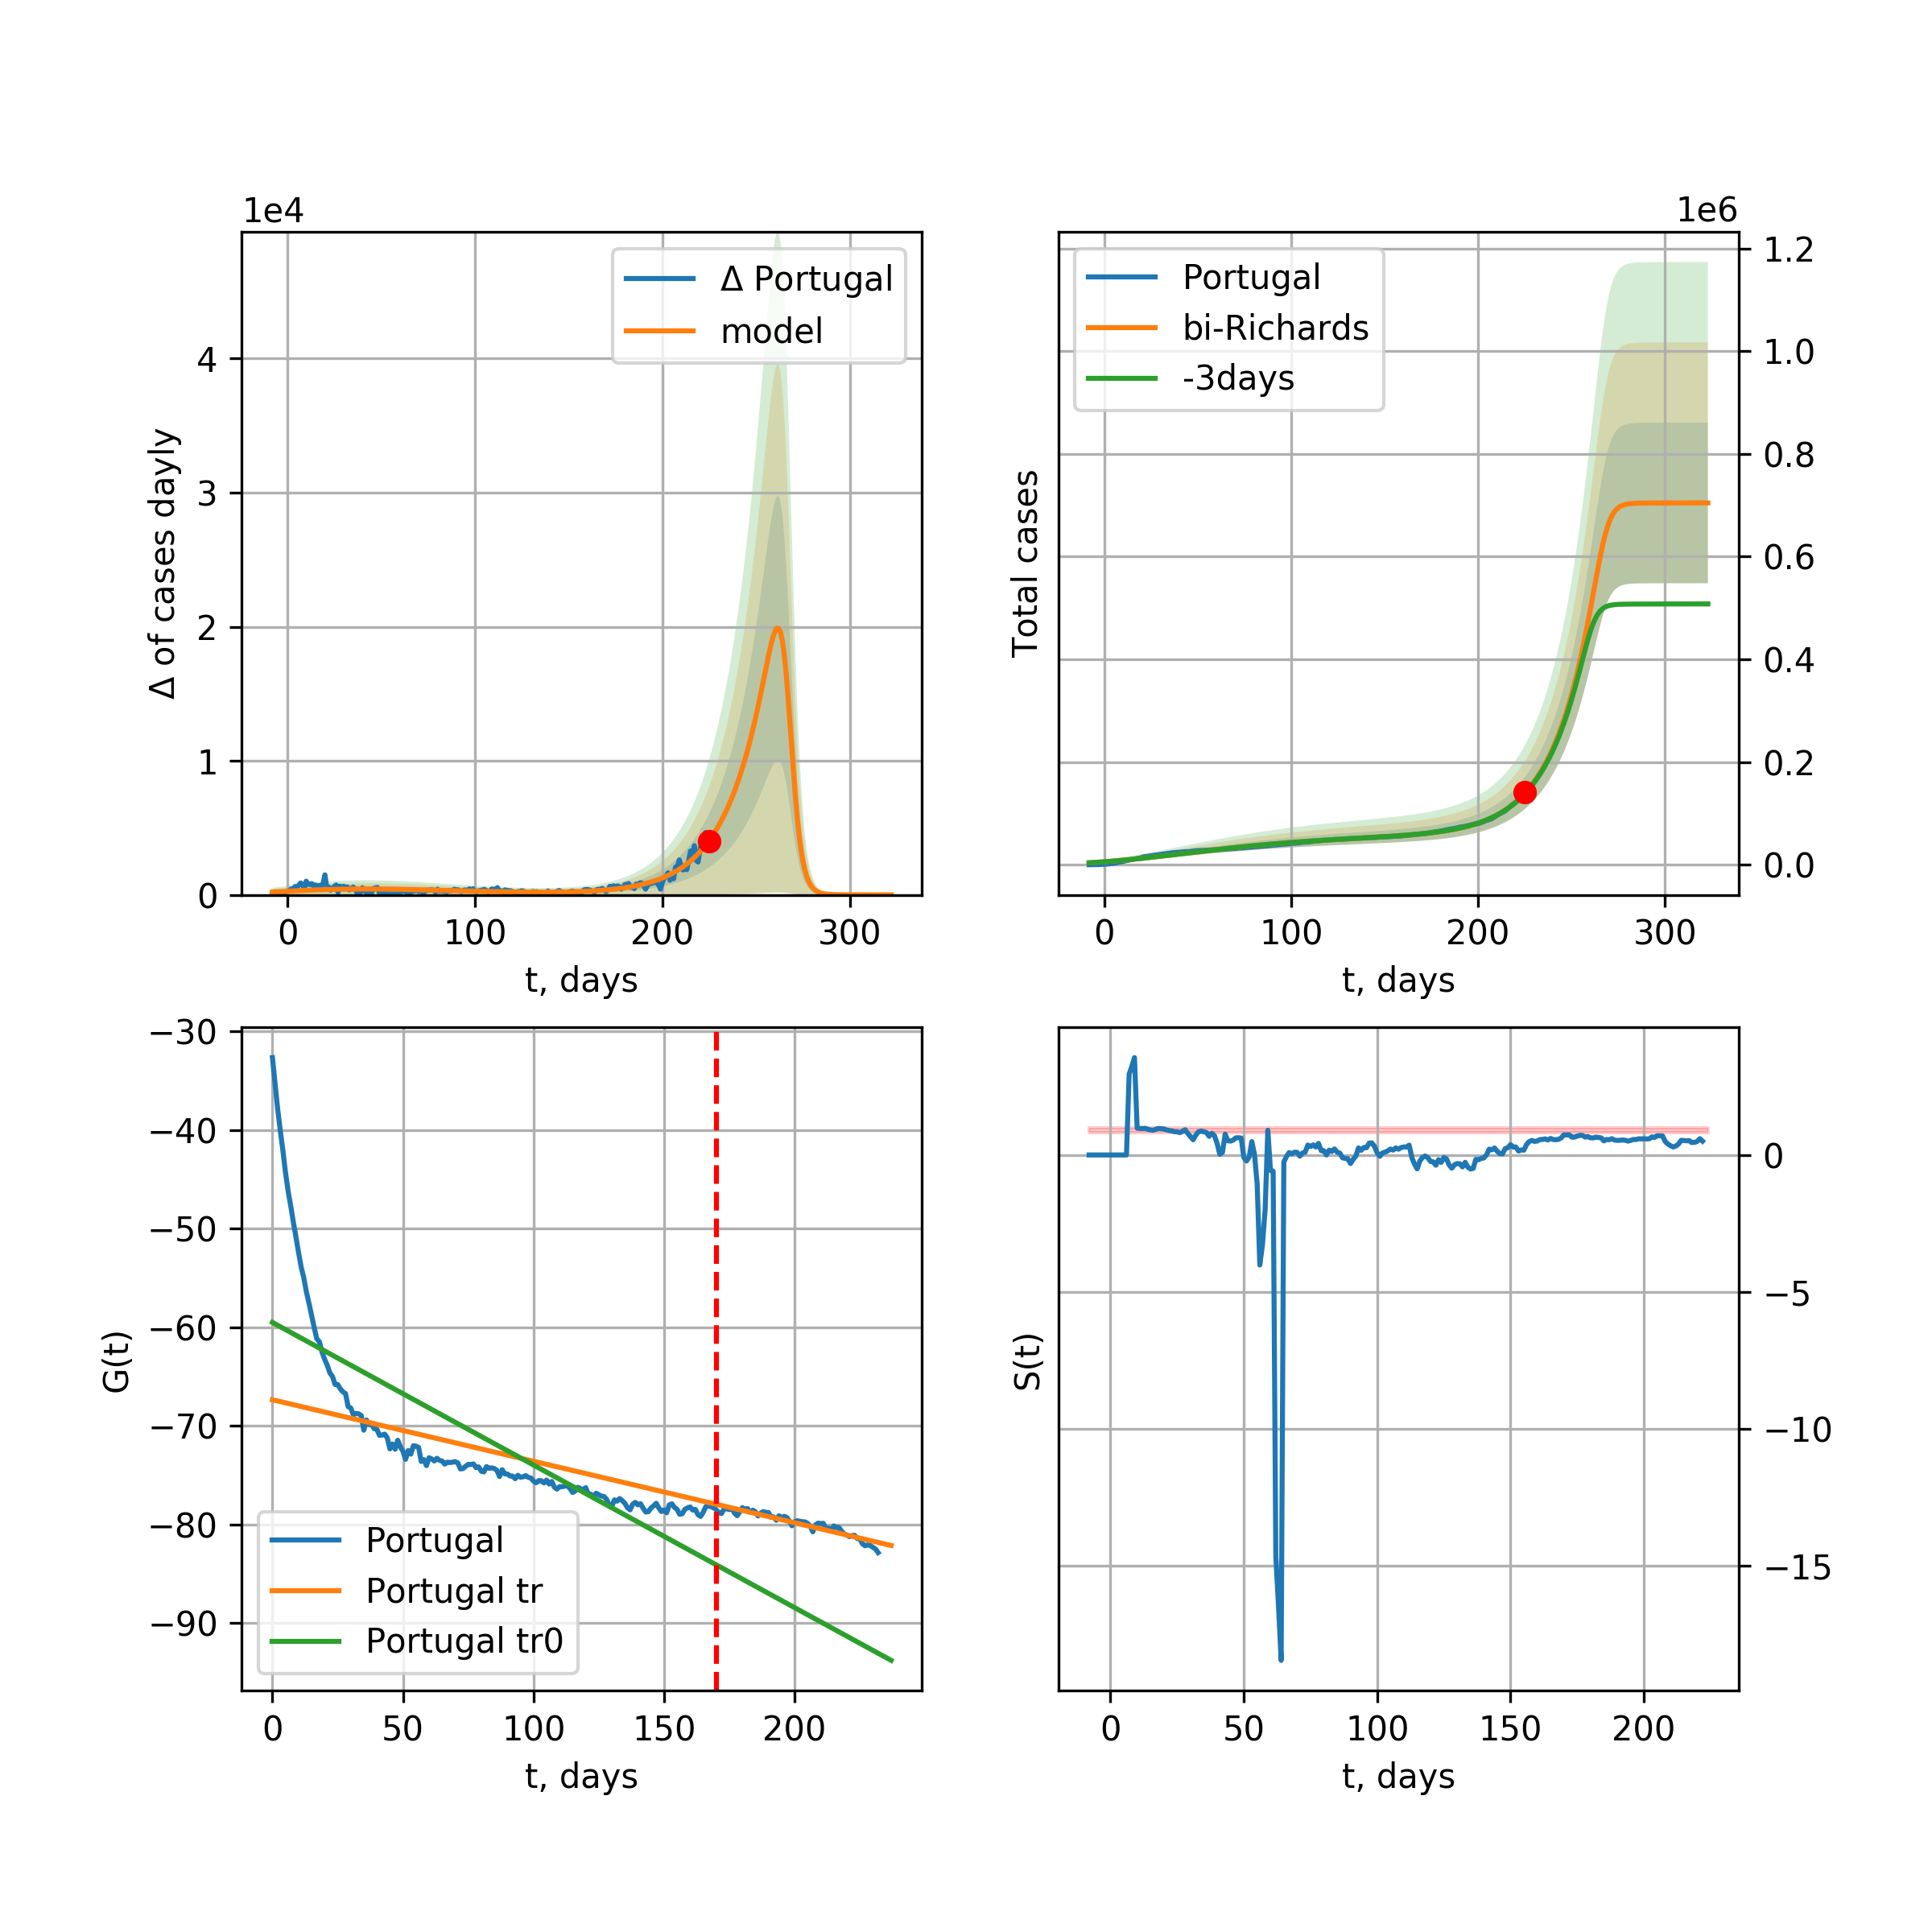 1e4
Δ Portugal
model
4
3
2
1
0
Δ of cases dayly
0 100 200 300
t, days
1e6
Portugal
bi-Richards
-3days
1.2
1.0
0.8
0.6
0.4
0.2
0.0
Total cases
0 100 200 300
t, days
−30
−40
−50
−60
−70
−80
−90
G(t)
Portugal
Portugal tr
Portugal tr0
0 50 100 150 200
t, days
0
−5
−10
−15
S(t)
0 50 100 150 200
t, days